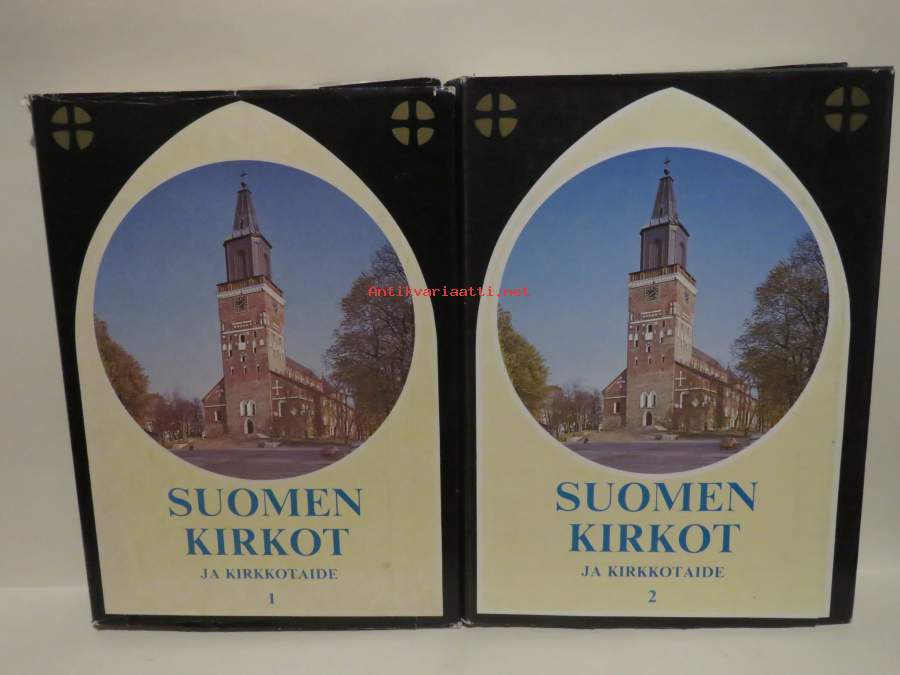 SUOMEN
KIRKOT
JA KIRKKOTAIDE
1
SUOMEN
KIRKOT
JA KIRKKOTAIDE
2
Antikvariaatti.net